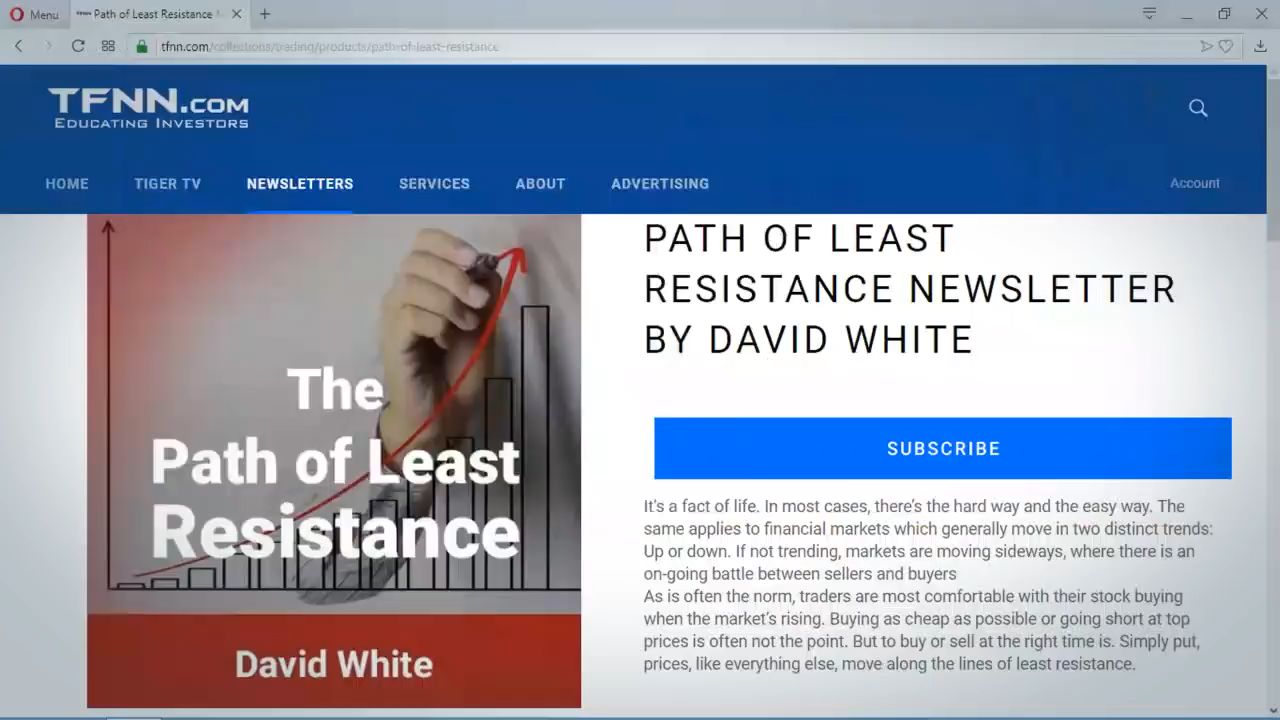 Menu
Path of Least Resistance
tfnn.com/collections/trading/products/path-of-least-resistance
TFNN.COM
EDUCATING INVESTORS
HOME
TIGER TV
NEWSLETTERS
SERVICES
ABOUT
ADVERTISING
Account
The
Path of Least
Resistance
David White
PATH OF LEAST
RESISTANCE NEWSLETTER
BY DAVID WHITE
SUBSCRIBE
It's a fact of life. In most cases, there's the hard way and the easy way. The
same applies to financial markets which generally move in two distinct trends:
Up or down. If not trending, markets are moving sideways, where there is an
on-going battle between sellers and buyers
As is often the norm, traders are most comfortable with their stock buying
when the market's rising. Buying as cheap as possible or going short at top
prices is often not the point. But to buy or sell at the right time is. Simply put,
prices, like everything else, move along the lines of least resistance.